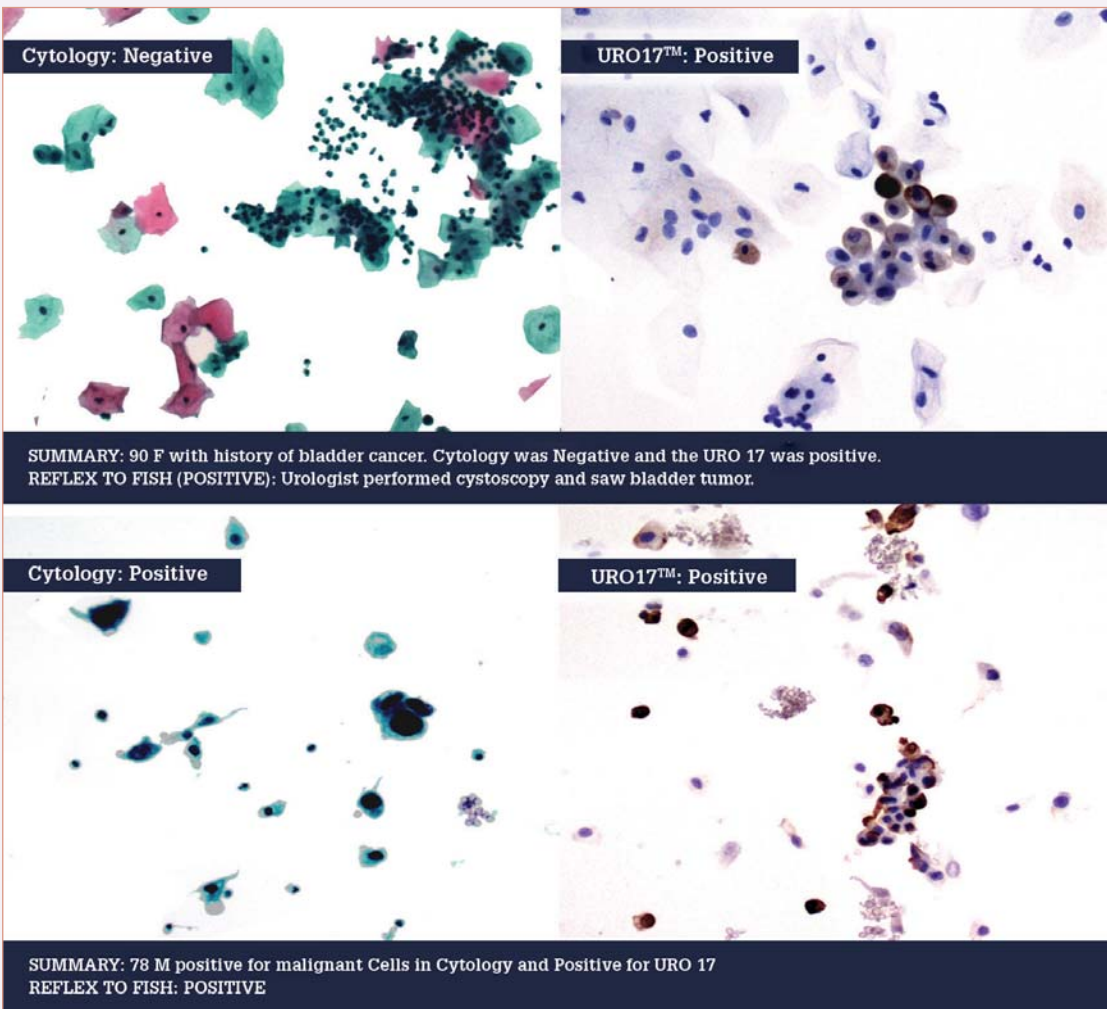 Cytology: Negative
URO17™: Positive
SUMMARY: 90 F with history of bladder cancer. Cytology was Negative and the URO 17 was positive.
REFLEX TO FISH (POSITIVE): Urologist performed cystoscopy and saw bladder tumor.
Cytology: Positive
URO17™: Positive
SUMMARY: 78 M positive for malignant Cells in Cytology and Positive for URO 17
REFLEX TO FISH: POSITIVE